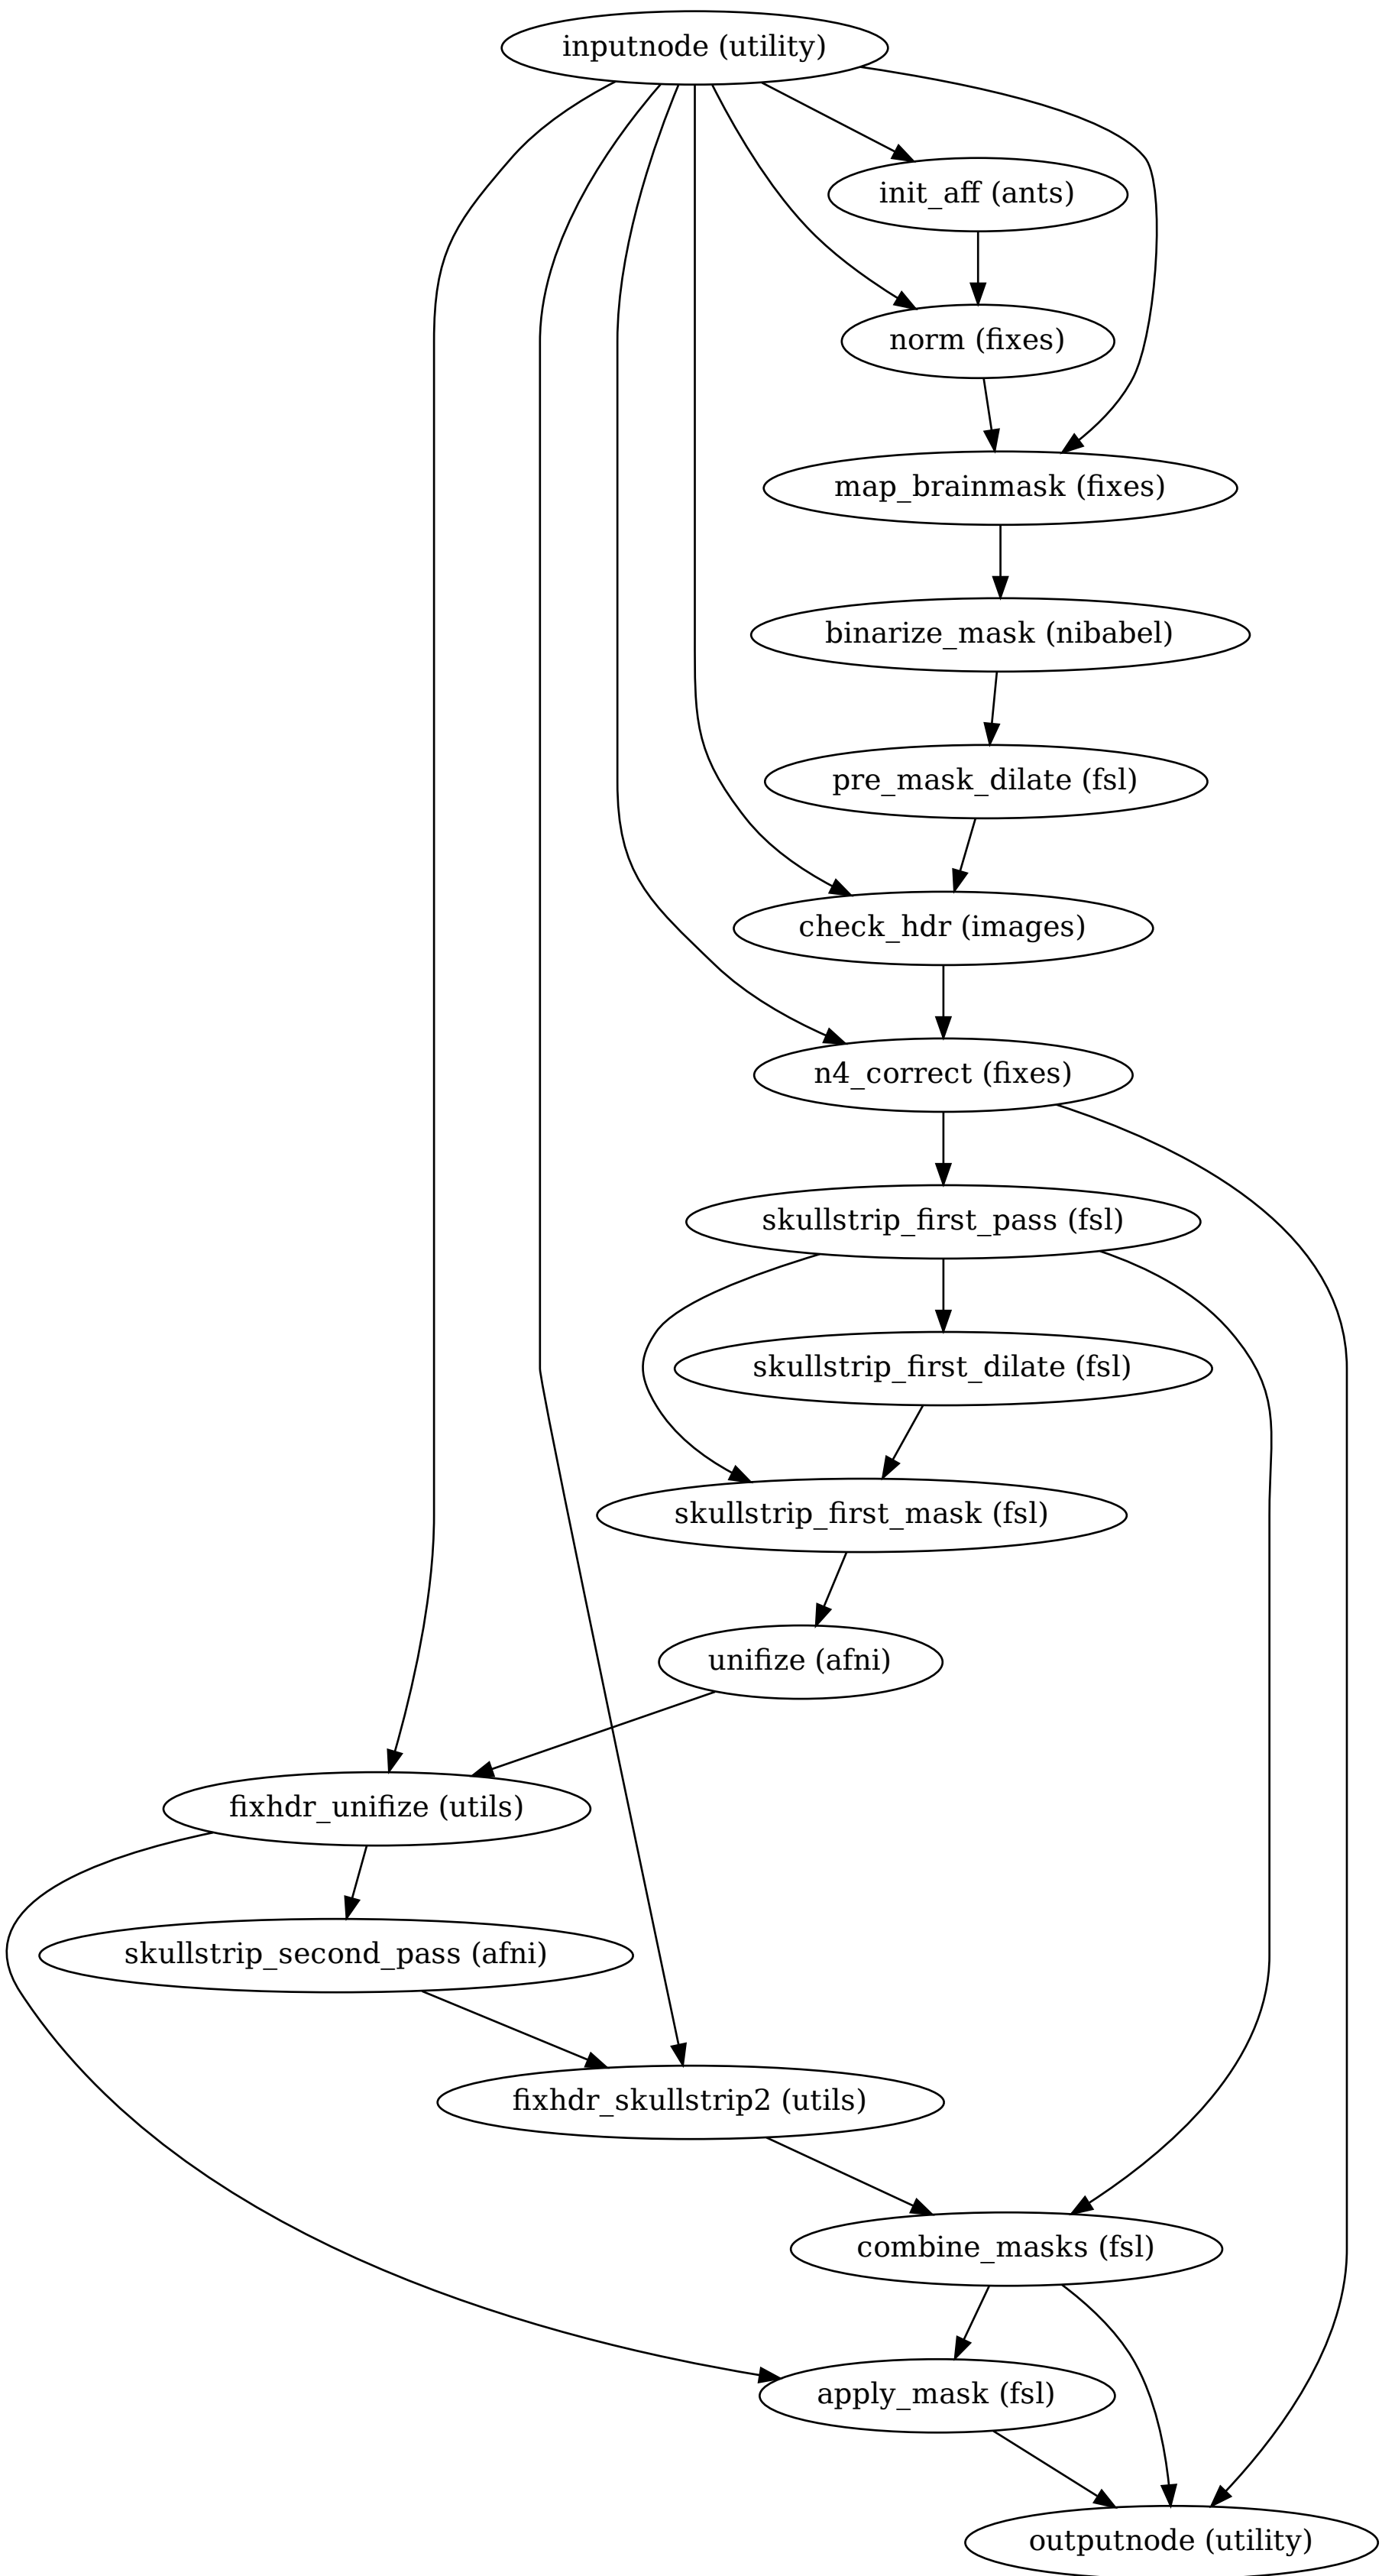 inputnode (utility)
init_aff (ants)
norm (fixes)
map_brainmask (fixes)
binarize_mask (nibabel)
pre_mask_dilate (fsl)
check_hdr (images)
n4_correct (fixes)
skullstrip_first_pass (fsl)
skullstrip_first_dilate (fsl)
skullstrip_first_mask (fsl)
unifize (afni)
fixhdr_unifize (utils)
skullstrip_second_pass (afni)
fixhdr_skullstrip2 (utils)
combine_masks (fsl)
apply_mask (fsl)
outputnode (utility)